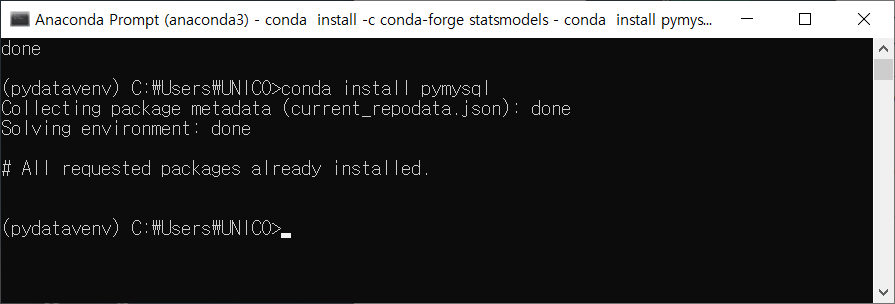 Anaconda Prompt (anaconda3) - conda  install -c conda-forge statsmodels - conda  install pymys...
done
(pydatavenv) C:₩Users₩UNICO>conda install pymysql
Collecting package metadata (current_repodata.json): done
Solving environment: done
# All requested packages already installed.
(pydatavenv) C:₩Users₩UNICO>